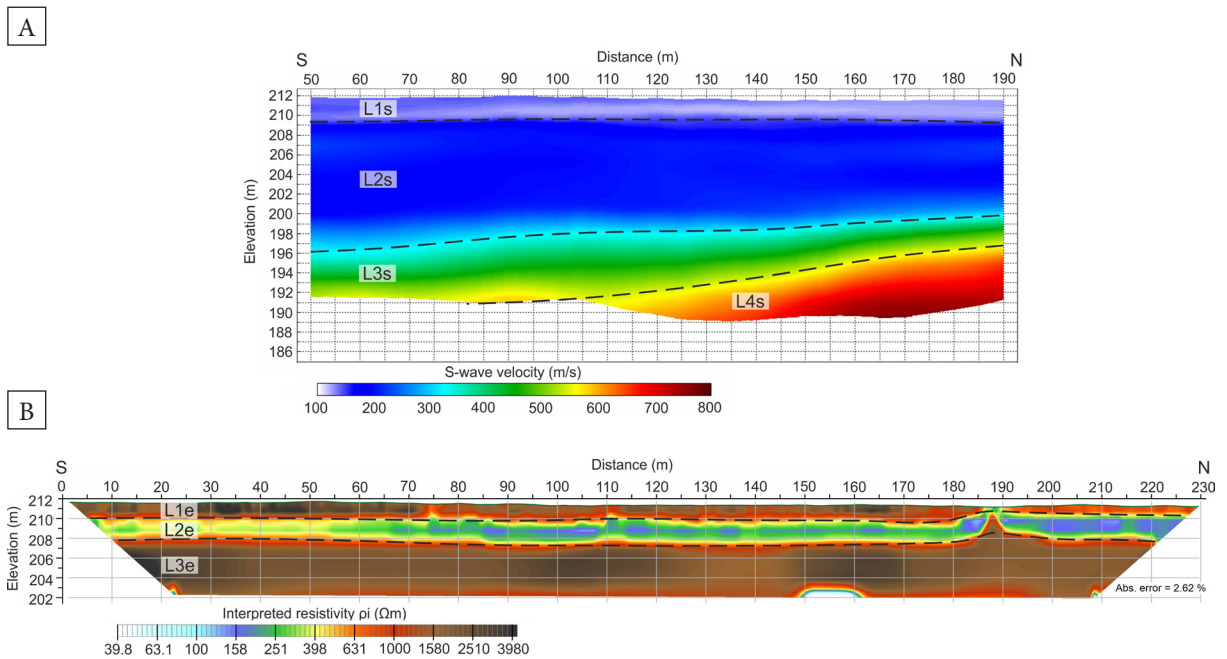 A
Distance (m)
S N
50 60 70 80 90 100 110 120 130 140 150 160 170 180 190
Elevation (m)
212
210
208
206
204
202
200
198
196
194
192
190
188
186
L1s
L2s
L3s
L4s
S-wave velocity (m/s)
100 200 300 400 500 600 700 800
B
Distance (m)
S N
0 10 20 30 40 50 60 70 80 90 100 110 120 130 140 150 160 170 180 190 200 210 220 230
Elevation (m)
212
210
208
206
204
202
L1e
L2e
L3e
Abs. error = 2.62 %
Interpreted resistivity ρi (Ωm)
39.8 63.1 100 158 251 398 631 1000 1580 2510 3980